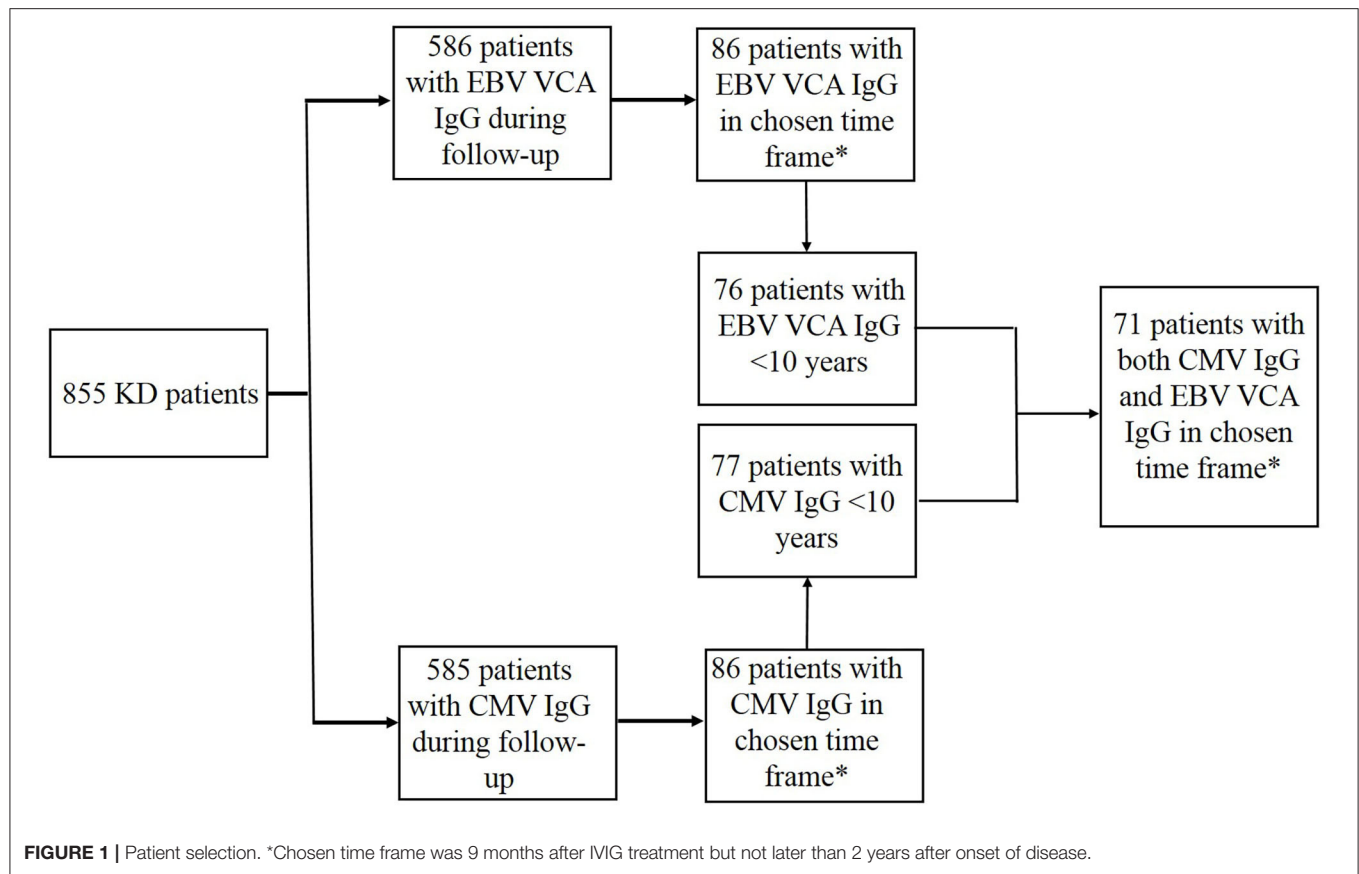 586 patients
with EBV VCA
IgG during
follow-up
86 patients with
EBV VCA IgG
in chosen time
frame*
76 patients with
EBV VCA IgG
<10 years
855 KD patients
71 patients with
both CMV IgG
and EBV VCA
IgG in chosen
time frame*
77 patients with
CMV IgG <10
years
585 patients
with CMV IgG
during follow-
up
86 patients with
CMV IgG in
chosen time
frame*
FIGURE 1 | Patient selection. *Chosen time frame was 9 months after IVIG treatment but not later than 2 years after onset of disease.